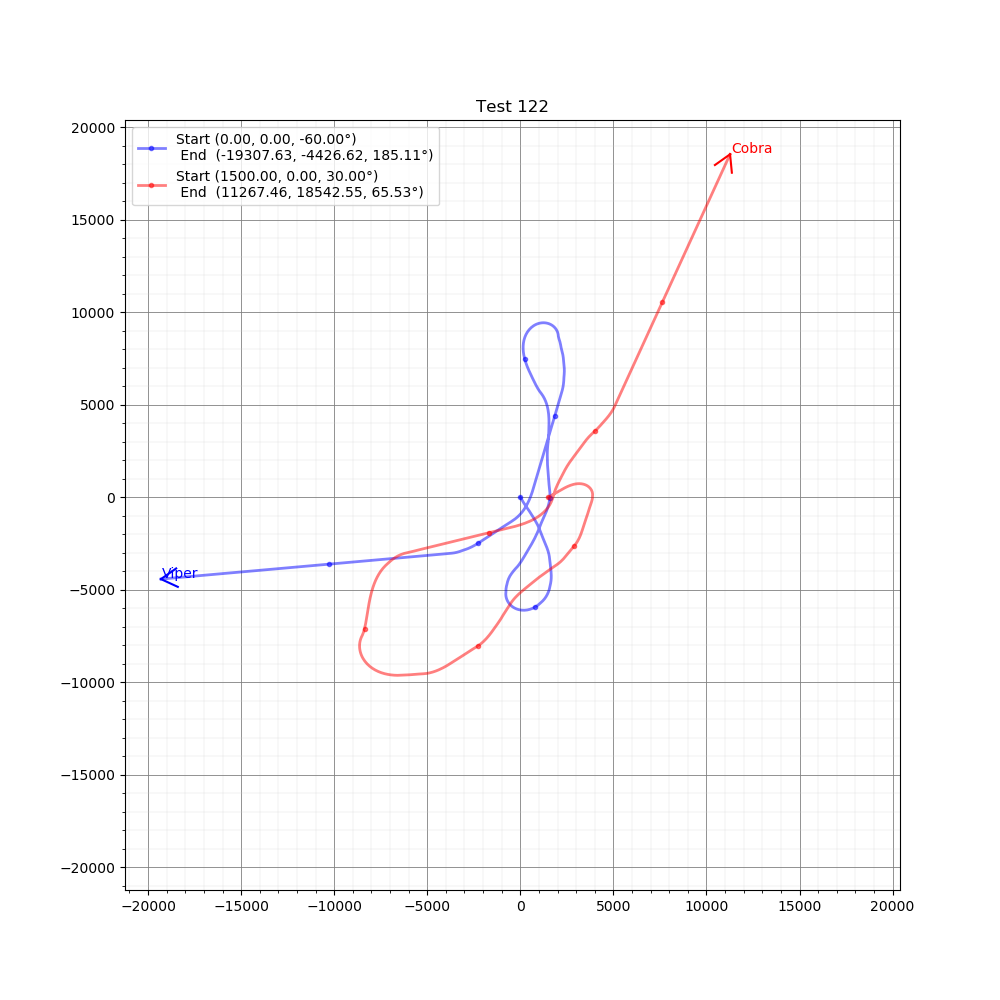 Test 122
Start (0.00, 0.00, -60.00°)
End (-19307.63, -4426.62, 185.11°)
Start (1500.00, 0.00, 30.00°)
End (11267.46, 18542.55, 65.53°)
Cobra
Viper
20000
15000
10000
5000
0
−5000
−10000
−15000
−20000
−20000 −15000 −10000 −5000 0 5000 10000 15000 20000